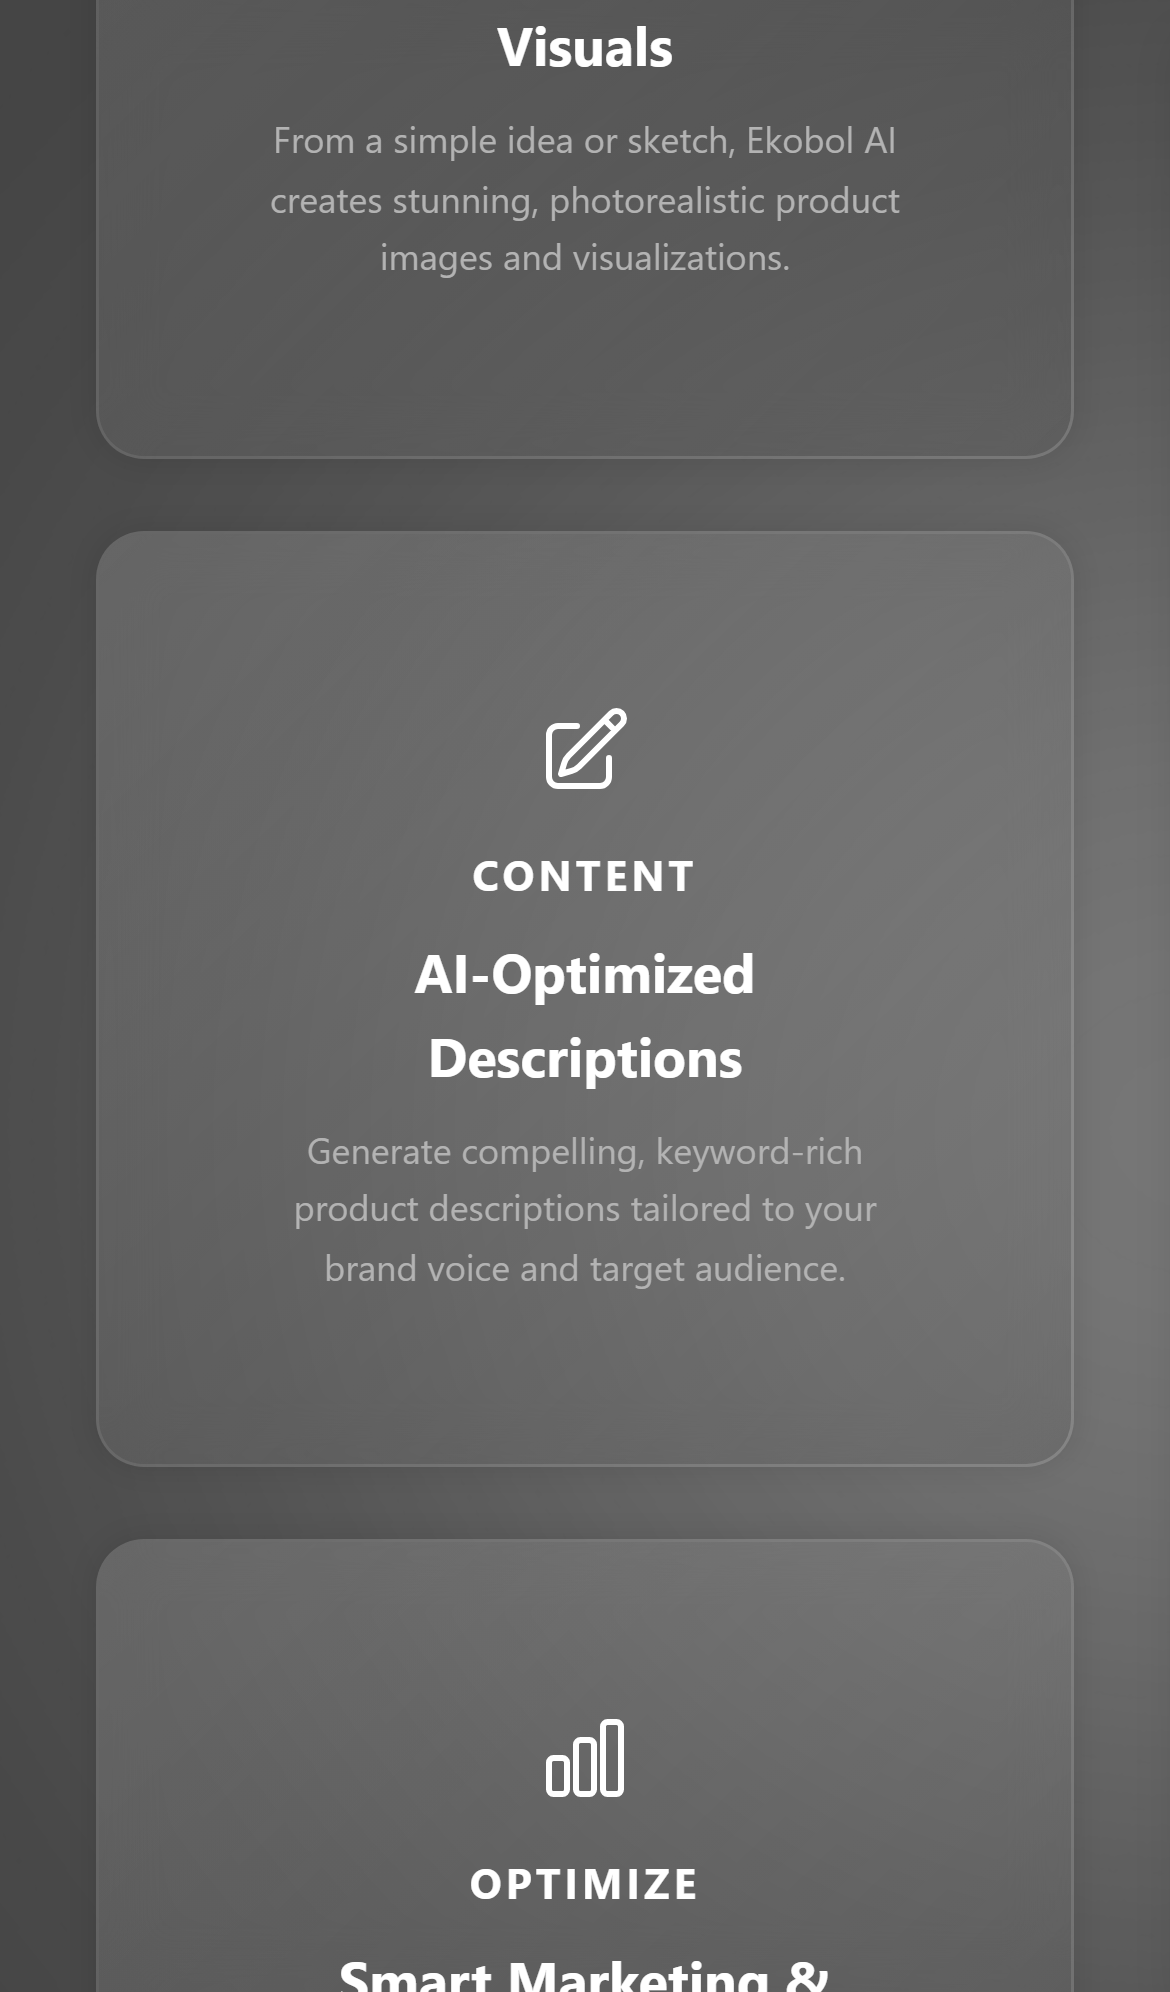 Visuals
From a simple idea or sketch, Ekobol AI
creates stunning, photorealistic product
images and visualizations.
CONTENT
AI-Optimized
Descriptions
Generate compelling, keyword-rich
product descriptions tailored to your
brand voice and target audience.
OPTIMIZE
Smart Marketing &